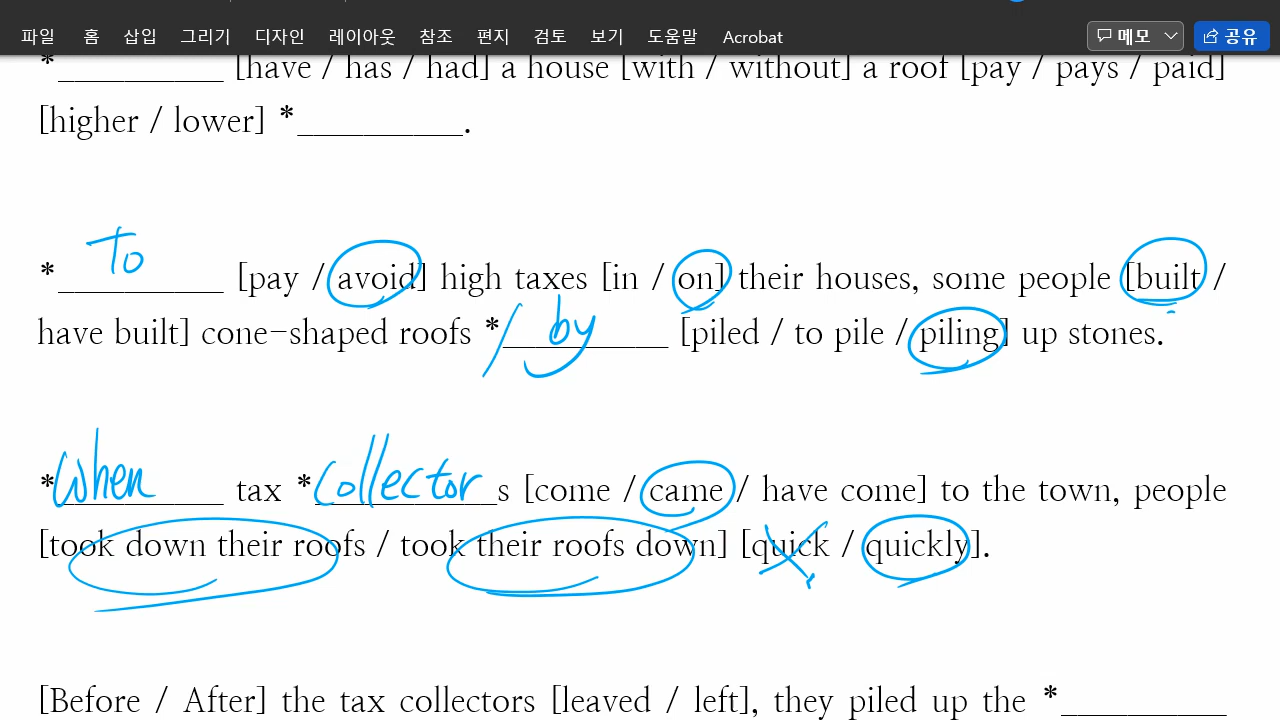 파일 홈 삽입 그리기 디자인 레이아웃 참조 편지 검토 보기 도움말 Acrobat 메모 공유
*__________ [have / has / had] a house [with / without] a roof [pay / pays / paid]
[higher / lower] *__________.
To
*__________ [pay / avoid] high taxes [in / on] their houses, some people [built /
have built] cone-shaped roofs *__________ [piled / to pile / piling] up stones.
by
When collector
*__________ tax *___________s [come / came / have come] to the town, people
[took down their roofs / took their roofs down] [quick / quickly].
[Before / After] the tax collectors [leaved / left], they piled up the *__________